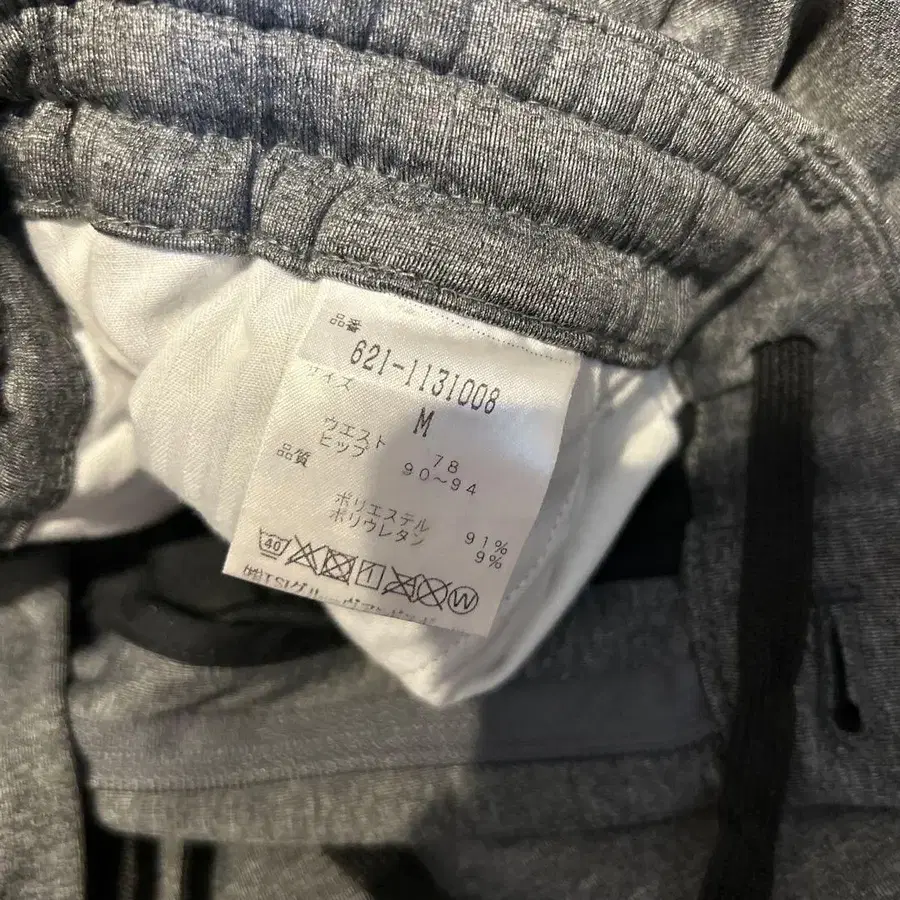 品番
621-1131008
サイズ
M
ウエスト 78
ヒップ 90~94
品質
ポリエステル 91%
ポリウレタン 9%
40 W